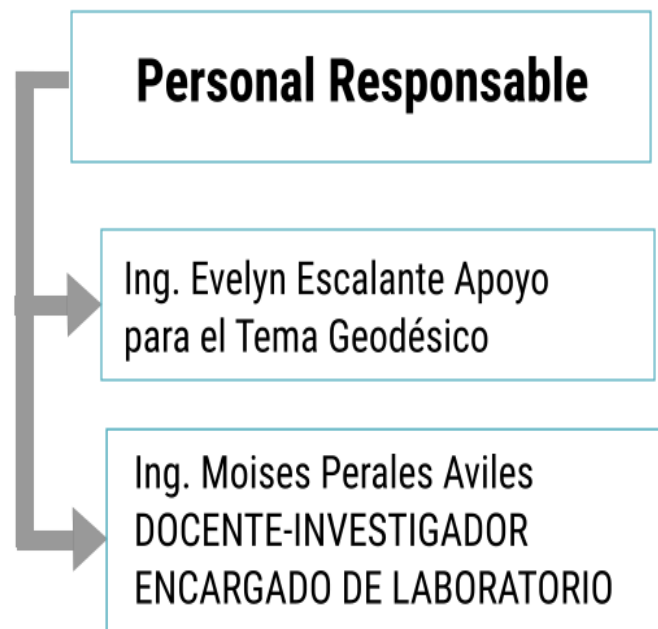 Personal Responsable
Ing. Evelyn Escalante Apoyo
para el Tema Geodésico
Ing. Moises Perales Aviles
DOCENTE-INVESTIGADOR
ENCARGADO DE LABORATORIO